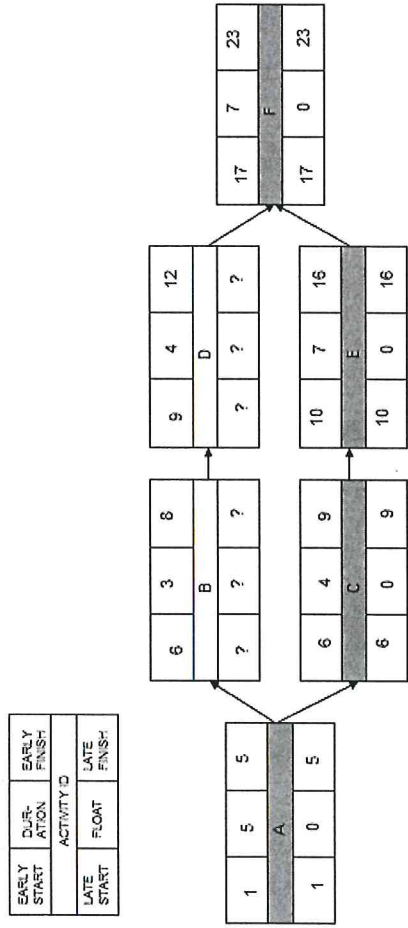 EARLY START
DUR-ATION
EARLY FINISH
ACTIVITY ID
LATE START
FLOAT
LATE FINISH
1 5 5
A
1 0 5
6 3 8
B
? ? ?
9 4 12
D
? ? ?
6 4 9
C
6 0 9
10 7 16
E
10 0 16
17 7 23
F
17 0 23